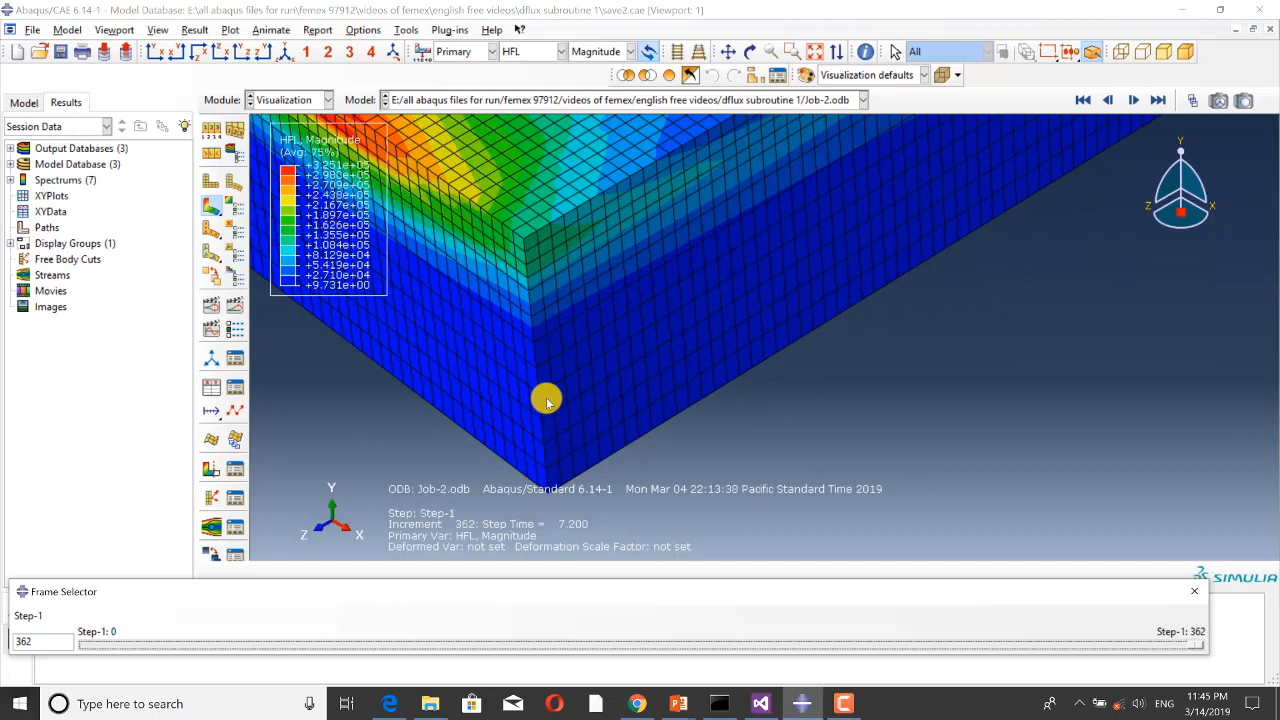 Abaqus/CAE 6.14-1 - Model Database: E:\all abaqus files for run\femex 97912\videos of femex\english free videos\dflux subroutine 1\save2.cae [Viewport: 1]
File Model Viewport View Result Plot Animate Report Options Tools Plug-ins Help
1 2 3 4 Primary HFL Magnitude All
Visualization defaults
Model Results Module: Visualization Model: E:/all abaqus files for run/femex 97912/videos of femex/english free videos/dflux subroutine 1/Job-2.odb
Session Data
Output Databases (3)
Model Database (3)
Spectrums (7)
XYPlots
XYData
Paths
Display Groups (1)
Free Body Cuts
Streams
Movies
Images
HFL, Magnitude
(Avg: 75%)
+3.251e+05
+2.980e+05
+2.709e+05
+2.438e+05
+2.167e+05
+1.897e+05
+1.626e+05
+1.355e+05
+1.084e+05
+8.129e+04
+5.419e+04
+2.710e+04
+9.731e+00
Y
Z X
Y
Z X
ODB: Job-2.odb Abaqus/Standard 6.14-1 Mon Mar 04 22:13:38 Pacific Standard Time 2019
Step: Step-1
Increment 362: Step Time = 7.200
Primary Var: HFL, Magnitude
Deformed Var: not set Deformation Scale Factor: not set
SIMULIA
Frame Selector
Step-1
Step-1: 0 Step-1: 362
362
Type here to search
ENG
11:45 PM
3/14/2019